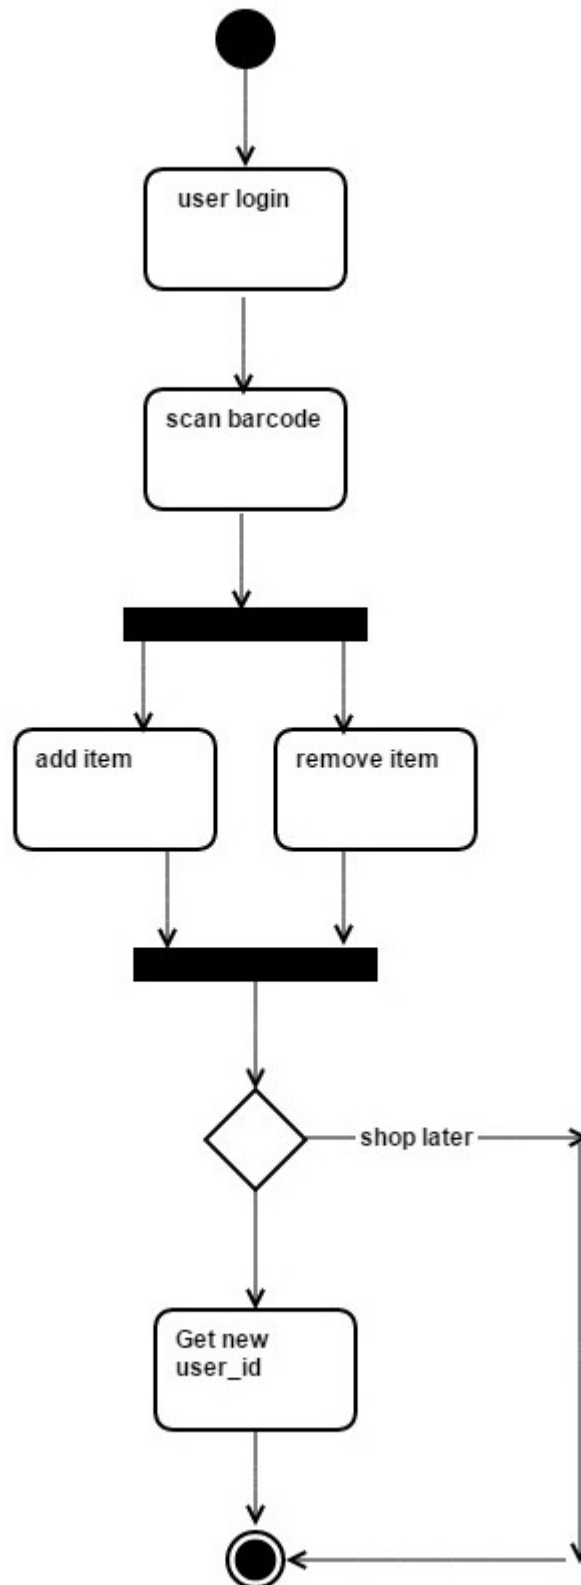 user login
scan barcode
add item
remove item
shop later
Get new
user_id